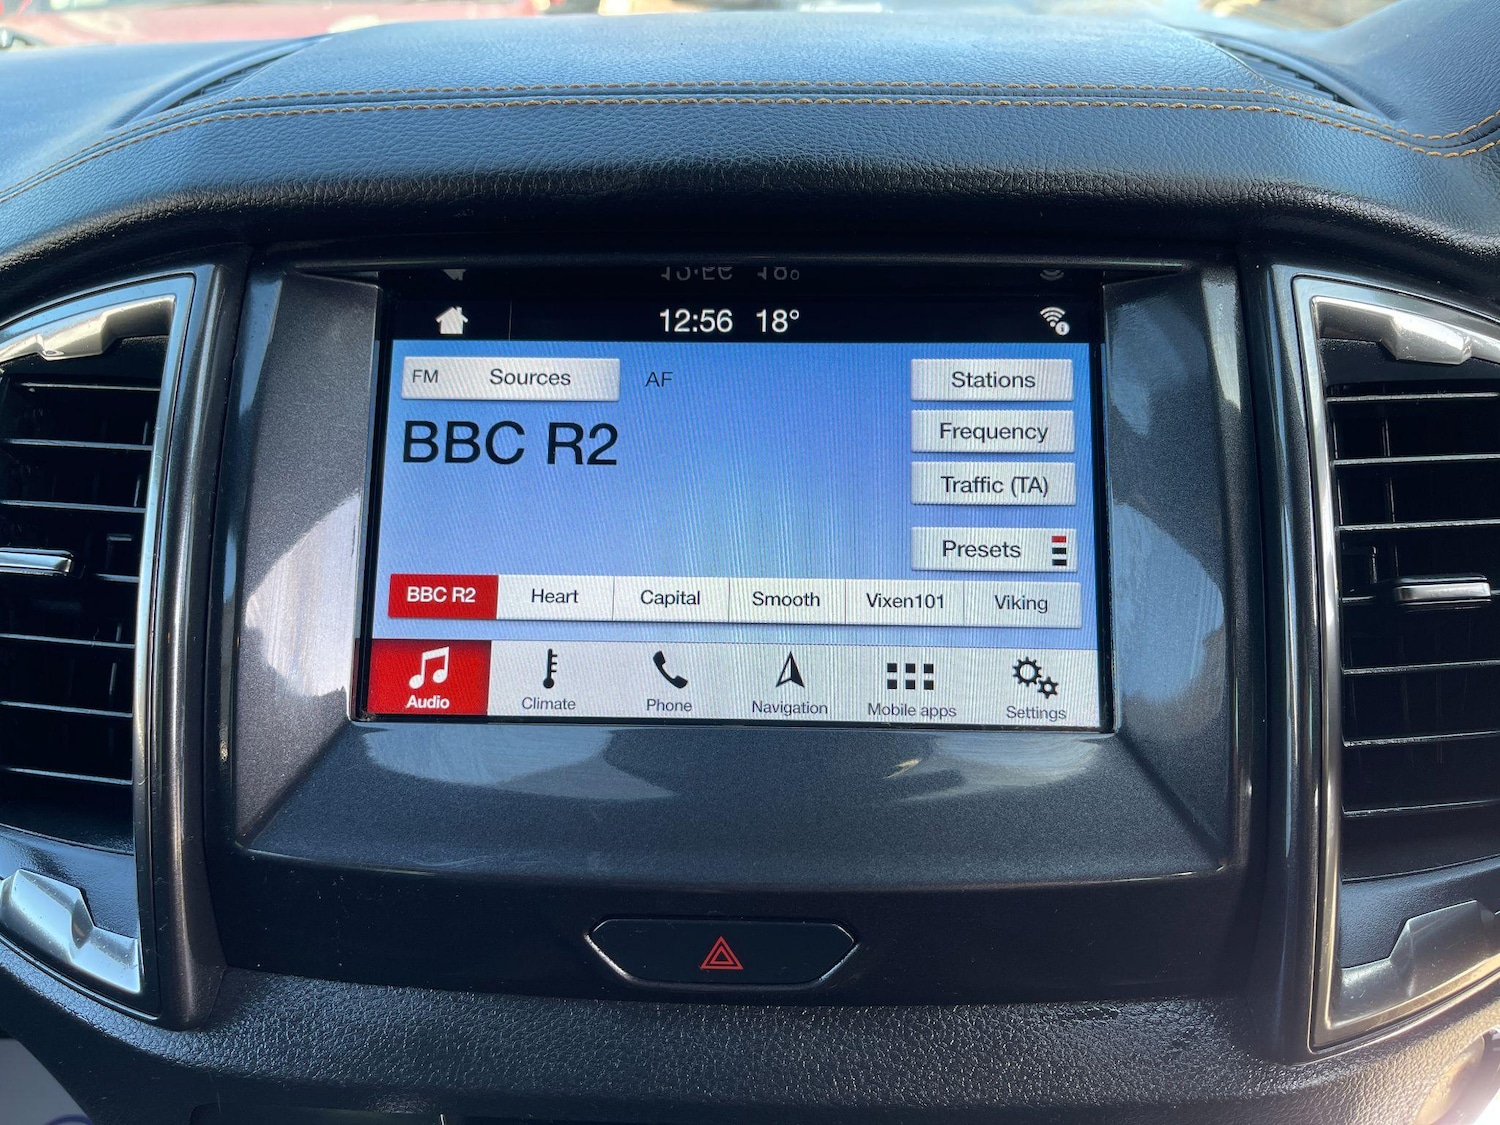 12:56 18°
FM Sources AF
Stations
BBC R2
Frequency
Traffic (TA)
Presets
BBC R2 Heart Capital Smooth Vixen101 Viking
Audio Climate Phone Navigation Mobile apps Settings